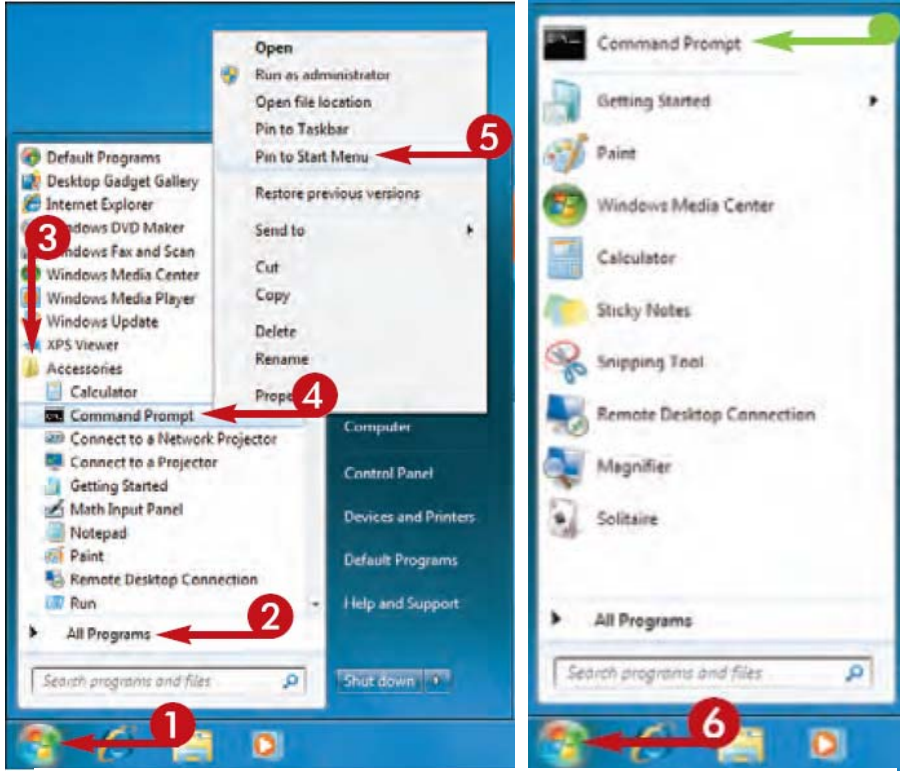 Open
Run as administrator
Open file location
Pin to Taskbar
Pin to Start Menu
5
Restore previous versions
Send to
Cut
Copy
Delete
Rename
Prope
Default Programs
Desktop Gadget Gallery
Internet Explorer
3
ndows DVD Maker
ndows Fax and Scan
Windows Media Center
Windows Media Player
Windows Update
XPS Viewer
Accessories
Calculator
Command Prompt
4
Connect to a Network Projector
Connect to a Projector
Getting Started
Math Input Panel
Notepad
Paint
Remote Desktop Connection
Run
2
All Programs
Search programs and files
Computer
Control Panel
Devices and Printers
Default Programs
Help and Support
Shut down
1
Command Prompt
Getting Started
Paint
Windows Media Center
Calculator
Sticky Notes
Snipping Tool
Remote Desktop Connection
Magnifier
Solitaire
All Programs
Search programs and files
6